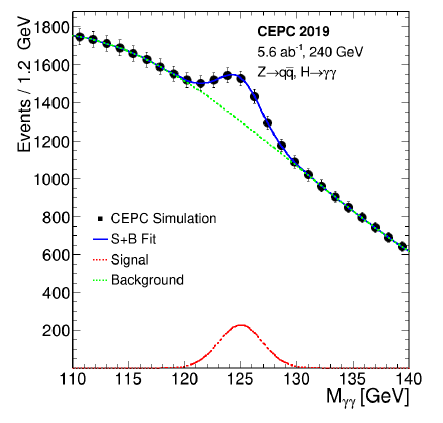 CEPC 2019
5.6 ab⁻¹, 240 GeV
Z→qq̅, H→γγ
Events / 1.2 GeV
1800
1600
1400
1200
1000
800
600
400
200
CEPC Simulation
S+B Fit
Signal
Background
110 115 120 125 130 135 140
Mγγ [GeV]